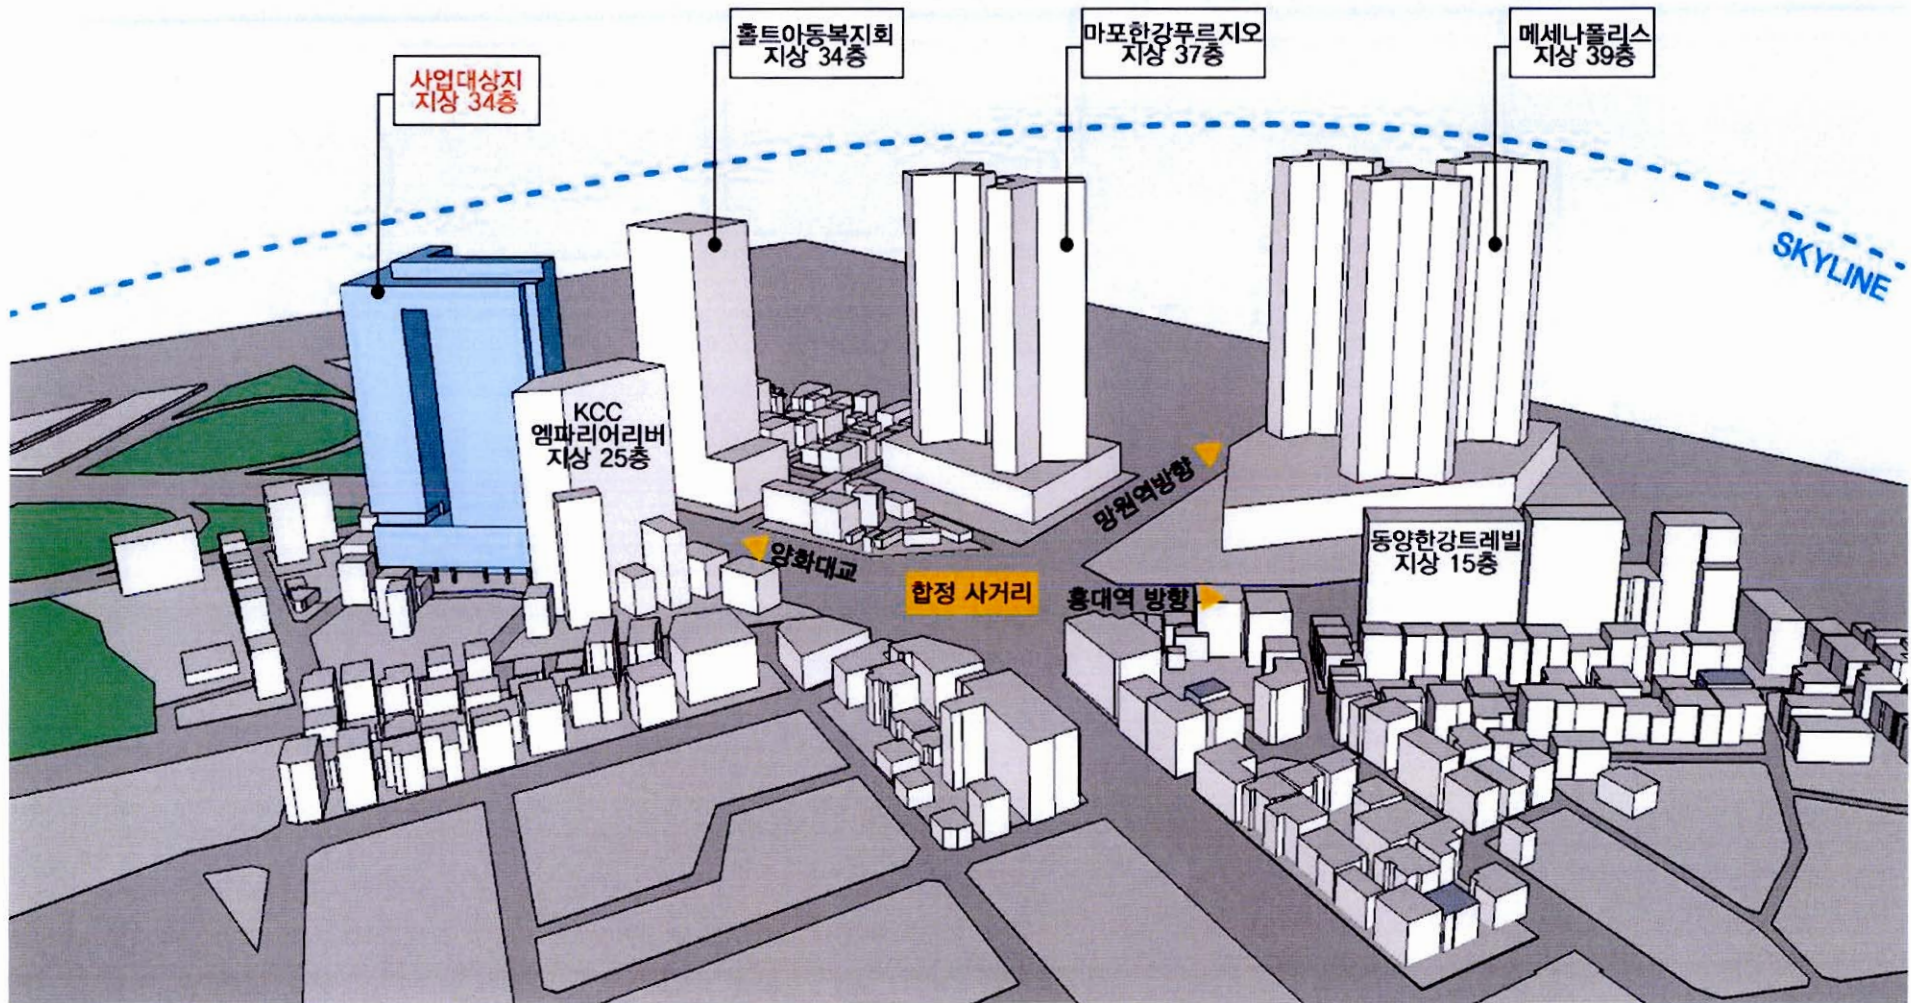 홀트아동복지회
지상 34층
마포한강푸르지오
지상 37층
메세나폴리스
지상 39층
사업대상지
지상 34층
SKYLINE
KCC
엠파리어리버
지상 25층
망원역방향
동양한강트레빌
지상 15층
양화대교
합정 사거리
홍대역 방향